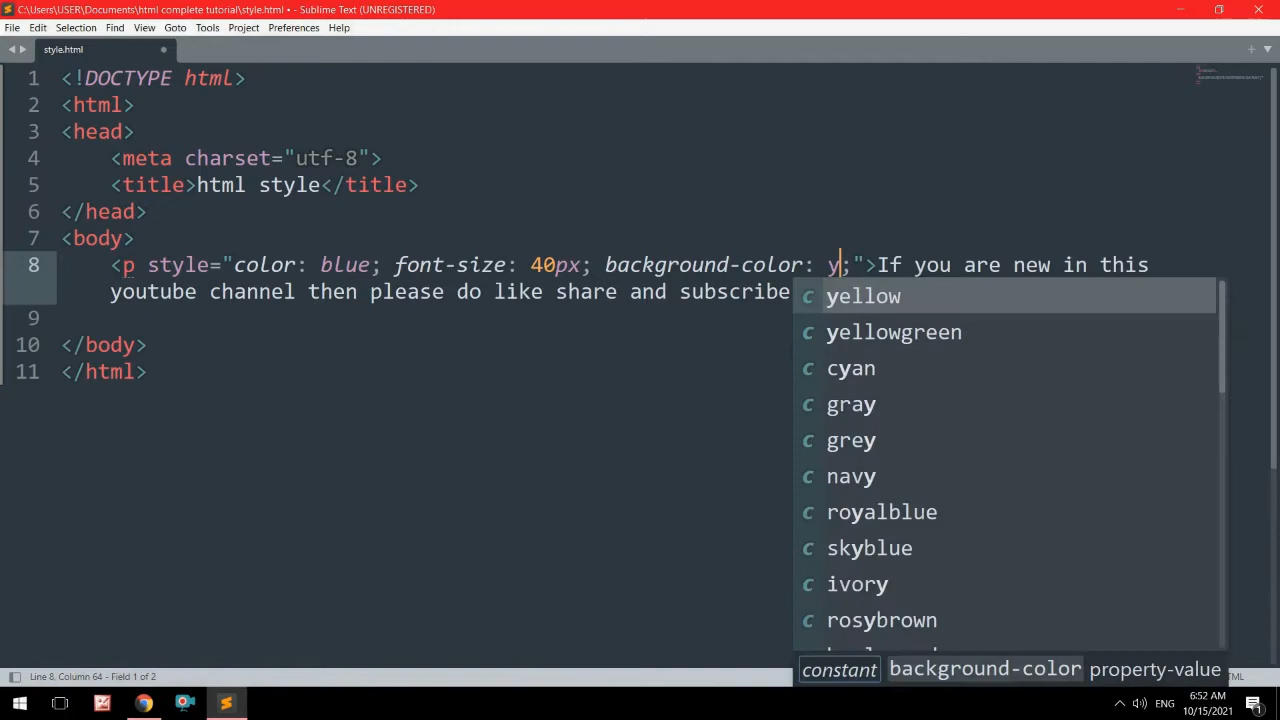 C:\Users\USER\Documents\html complete tutorial\style.html • - Sublime Text (UNREGISTERED)
File Edit Selection Find View Goto Tools Project Preferences Help
style.html
1 <!DOCTYPE html>
2 <html>
3 <head>
4 <meta charset="utf-8">
5 <title>html style</title>
6 </head>
7 <body>
8 <p style="color: blue; font-size: 40px; background-color: y;">If you are new in this
youtube channel then please do like share and subscribe
9
10 </body>
11 </html>
c yellow
c yellowgreen
c cyan
c gray
c grey
c navy
c royalblue
c skyblue
c ivory
c rosybrown
constant background-color property-value
Line 8, Column 64 - Field 1 of 2
6:52 AM
ENG
10/15/2021
1